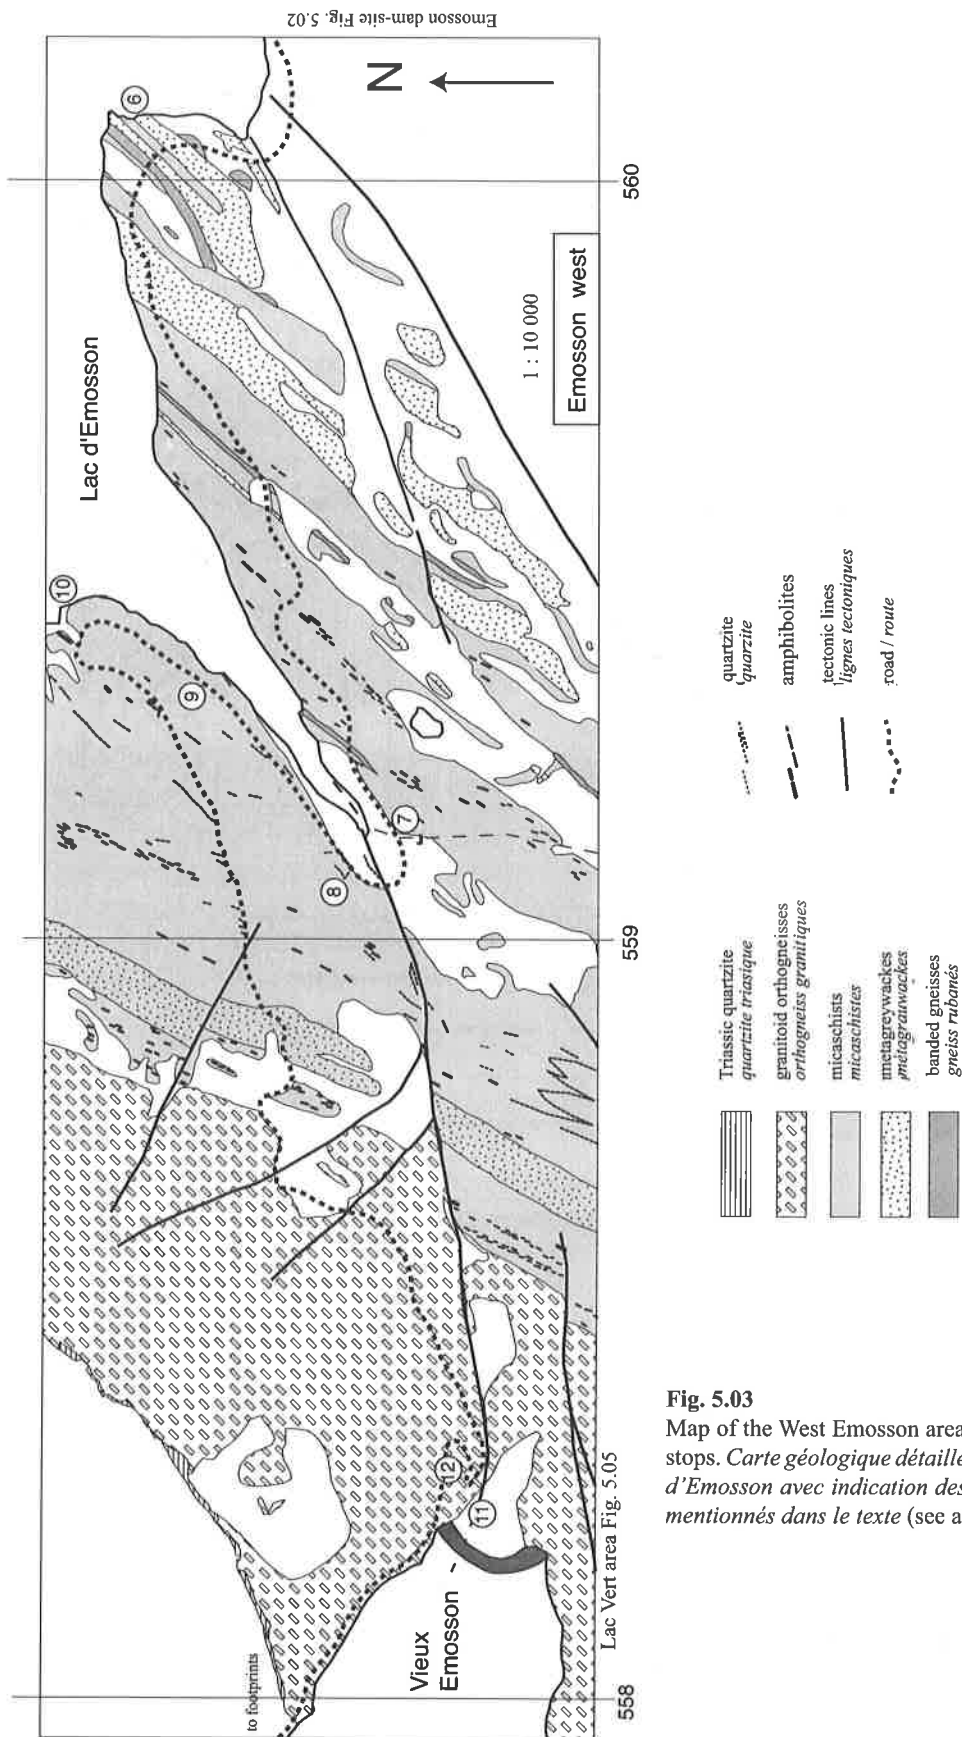 Emosson dam-site Fig. 5.02
N
6
560
Lac d'Emosson
1 : 10 000
Emosson west
10
9
7
8
559
12
11
Vieux
Emosson
to footprints
Lac Vert area Fig. 5.05
558
Triassic quartzite
quartzite triasique
granitoid orthogneisses
orthogneiss granitiques
micaschists
micaschistes
metagreywackes
métagrauwackes
banded gneisses
gneiss rubanés
quartzite
quarzite
amphibolites
tectonic lines
lignes tectoniques
road / route
Fig. 5.03
Map of the West Emosson area
stops. Carte géologique détaillé
d'Emosson avec indication des
mentionnés dans le texte (see a